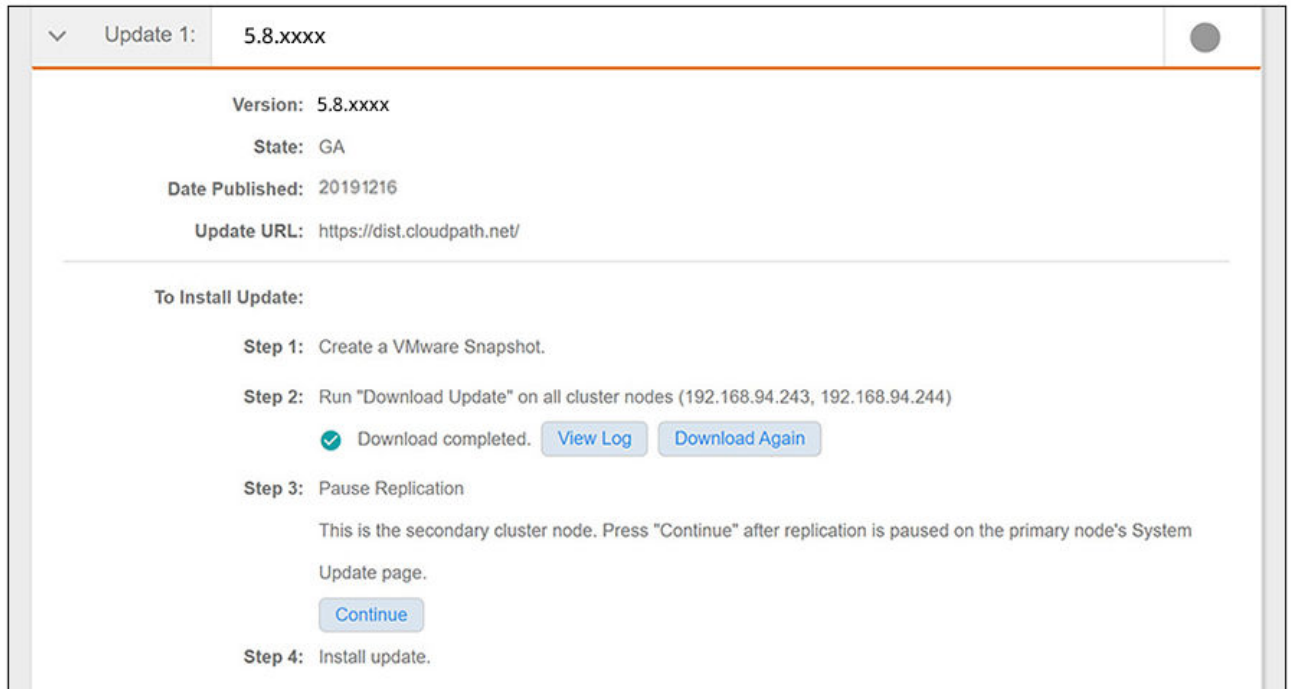 Update 1: 5.8.xxxx
Version: 5.8.xxxx
State: GA
Date Published: 20191216
Update URL: https://dist.cloudpath.net/
To Install Update:
Step 1: Create a VMware Snapshot.
Step 2: Run "Download Update" on all cluster nodes (192.168.94.243, 192.168.94.244)
Download completed. View Log Download Again
Step 3: Pause Replication
This is the secondary cluster node. Press "Continue" after replication is paused on the primary node's System
Update page.
Continue
Step 4: Install update.